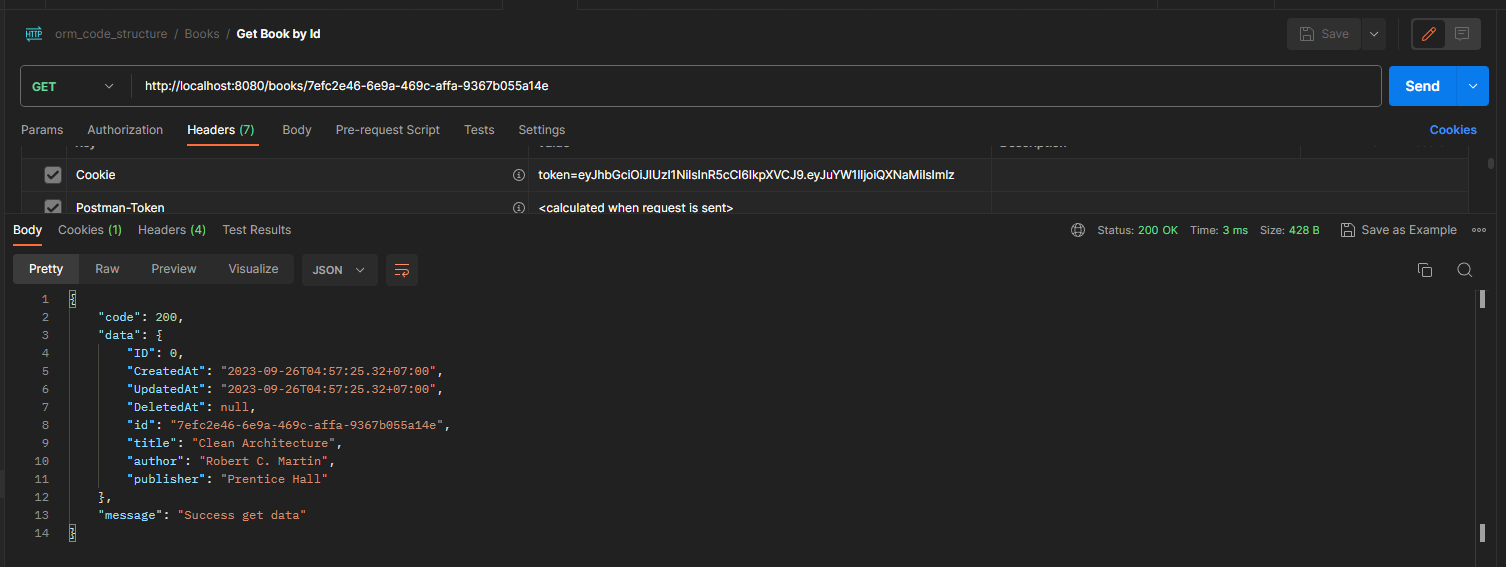 HTTP orm_code_structure / Books / Get Book by Id Save
GET http://localhost:8080/books/7efc2e46-6e9a-469c-affa-9367b055a14e Send
Params Authorization Headers (7) Body Pre-request Script Tests Settings Cookies
Cookie token=eyJhbGciOiJIUzI1NiIsInR5cCI6IkpXVCJ9.eyJuYW1lIjoiQXNaMiIsImlz
Postman-Token <calculated when request is sent>
Body Cookies (1) Headers (4) Test Results Status: 200 OK Time: 3 ms Size: 428 B Save as Example
Pretty Raw Preview Visualize JSON
1 {
2 "code": 200,
3 "data": {
4 "ID": 0,
5 "CreatedAt": "2023-09-26T04:57:25.32+07:00",
6 "UpdatedAt": "2023-09-26T04:57:25.32+07:00",
7 "DeletedAt": null,
8 "id": "7efc2e46-6e9a-469c-affa-9367b055a14e",
9 "title": "Clean Architecture",
10 "author": "Robert C. Martin",
11 "publisher": "Prentice Hall"
12 },
13 "message": "Success get data"
14 }